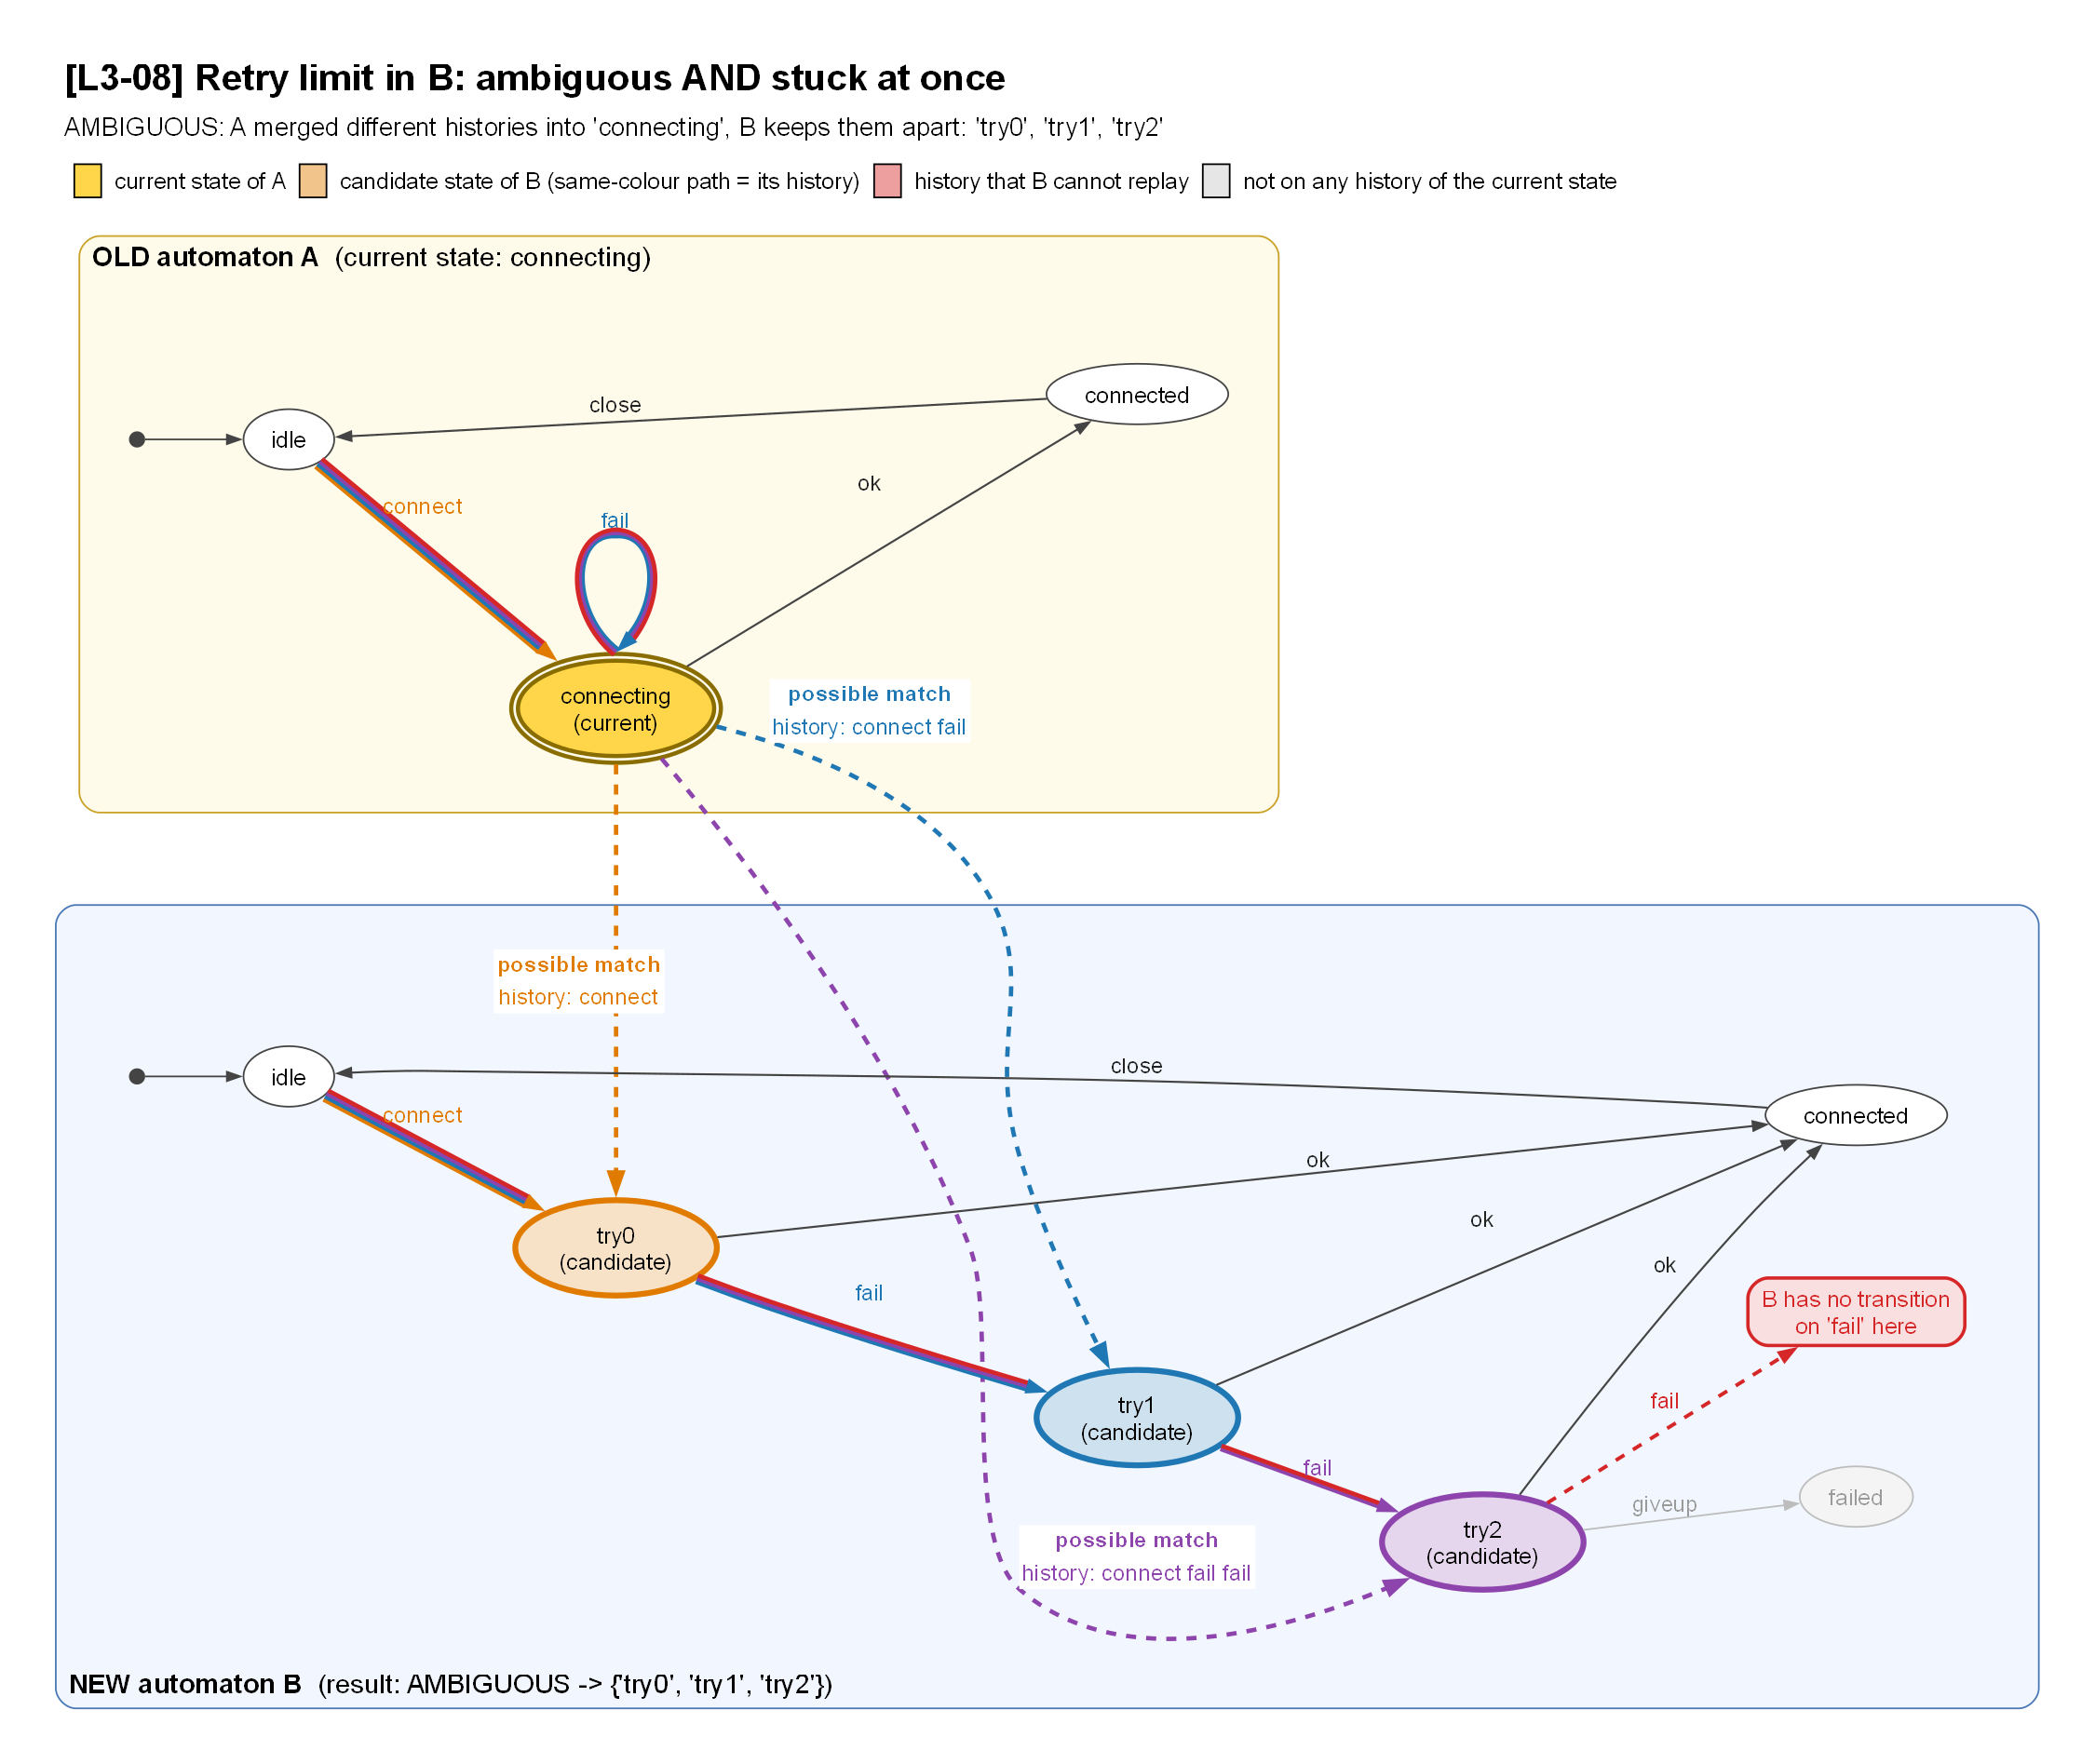 [L3-08] Retry limit in B: ambiguous AND stuck at once
AMBIGUOUS: A merged different histories into 'connecting', B keeps them apart: 'try0', 'try1', 'try2'
current state of A
candidate state of B (same-colour path = its history)
history that B cannot replay
not on any history of the current state
OLD automaton A (current state: connecting)
connected
close
idle
ok
connect
fail
connecting
(current)
possible match
history: connect fail
possible match
history: connect
close
idle
connect
connected
ok
try0
(candidate)
ok
ok
fail
B has no transition
on 'fail' here
try1
(candidate)
fail
fail
giveup
failed
try2
(candidate)
possible match
history: connect fail fail
NEW automaton B (result: AMBIGUOUS -> {'try0', 'try1', 'try2'})